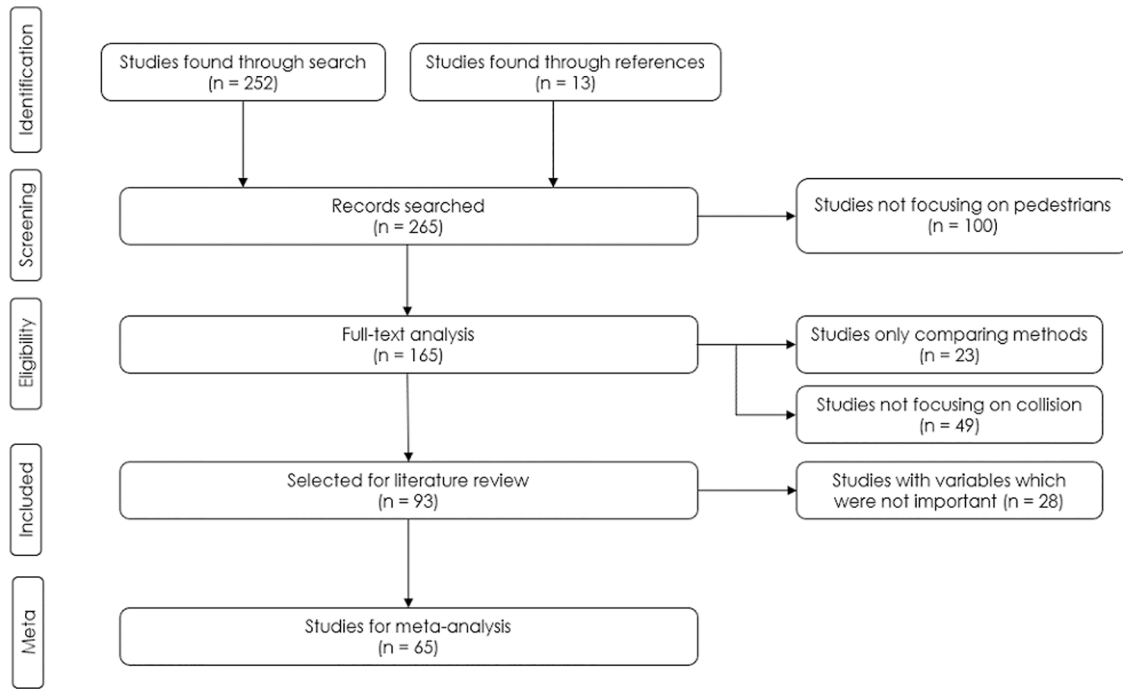 Identification
Studies found through search
(n = 252)
Studies found through references
(n = 13)
Screening
Records searched
(n = 265)
Studies not focusing on pedestrians
(n = 100)
Eligibility
Full-text analysis
(n = 165)
Studies only comparing methods
(n = 23)
Studies not focusing on collision
(n = 49)
Included
Selected for literature review
(n = 93)
Studies with variables which
were not important (n = 28)
Meta
Studies for meta-analysis
(n = 65)